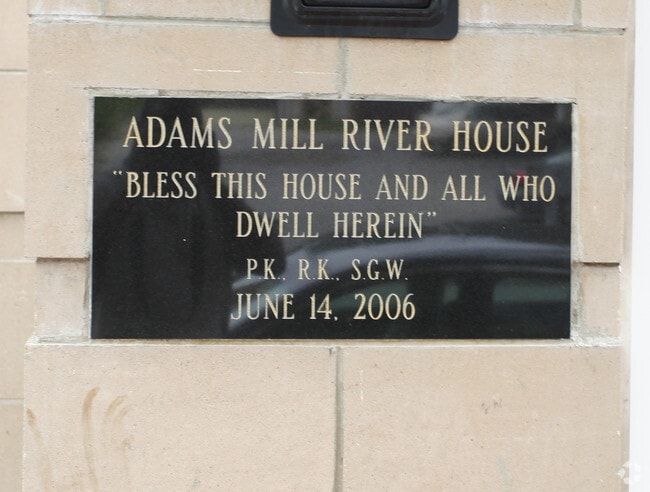 ADAMS MILL RIVER HOUSE
"BLESS THIS HOUSE AND ALL WHO
DWELL HEREIN"
P.K., R.K., S.G.W.
JUNE 14, 2006